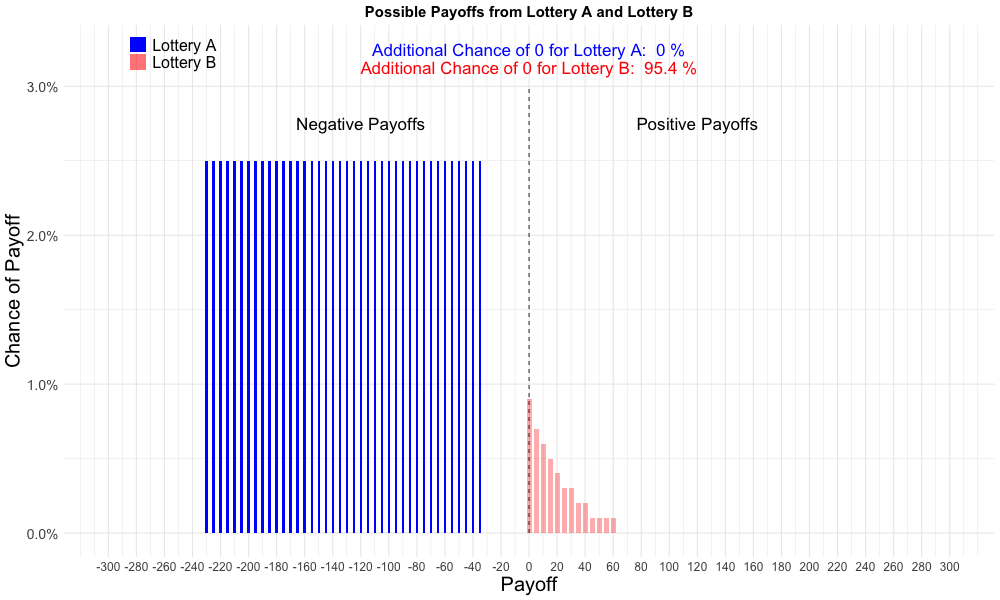 Possible Payoffs from Lottery A and Lottery B
Lottery A
Lottery B
Additional Chance of 0 for Lottery A:  0 %
Additional Chance of 0 for Lottery B:  95.4 %
Negative Payoffs
Positive Payoffs
Chance of Payoff
3.0%
2.0%
1.0%
0.0%
-300 -280 -260 -240 -220 -200 -180 -160 -140 -120 -100 -80 -60 -40 -20 0 20 40 60 80 100 120 140 160 180 200 220 240 260 280 300
Payoff